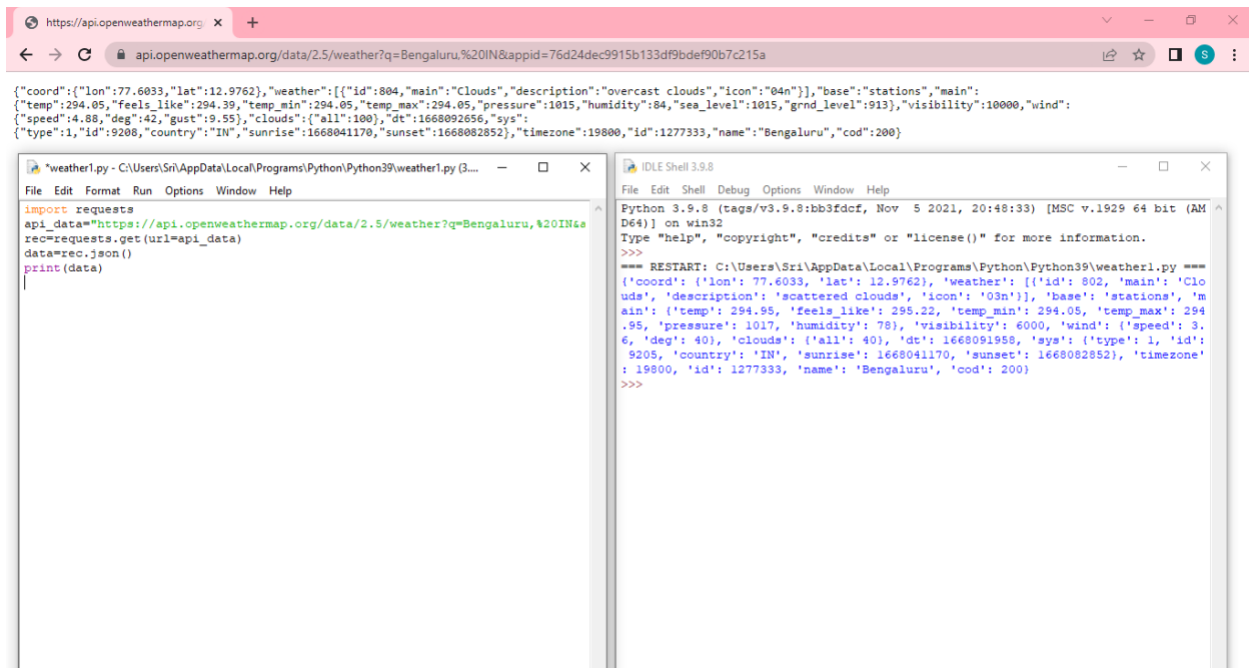 https://api.openweathermap.org
api.openweathermap.org/data/2.5/weather?q=Bengaluru,%20IN&appid=76d24dec9915b133df9bdef90b7c215a
S
{"coord":{"lon":77.6033,"lat":12.9762},"weather":[{"id":804,"main":"Clouds","description":"overcast clouds","icon":"04n"}],"base":"stations","main":
{"temp":294.05,"feels_like":294.39,"temp_min":294.05,"temp_max":294.05,"pressure":1015,"humidity":84,"sea_level":1015,"grnd_level":913},"visibility":10000,"wind":
{"speed":4.88,"deg":42,"gust":9.55},"clouds":{"all":100},"dt":1668092656,"sys":
{"type":1,"id":9208,"country":"IN","sunrise":1668041170,"sunset":1668082852},"timezone":19800,"id":1277333,"name":"Bengaluru","cod":200}
*weather1.py - C:\Users\Sri\AppData\Local\Programs\Python\Python39\weather1.py (3....
File Edit Format Run Options Window Help
import requests
api_data="https://api.openweathermap.org/data/2.5/weather?q=Bengaluru,%20IN&a
rec=requests.get(url=api_data)
data=rec.json()
print(data)
IDLE Shell 3.9.8
File Edit Shell Debug Options Window Help
Python 3.9.8 (tags/v3.9.8:bb3fdcf, Nov  5 2021, 20:48:33) [MSC v.1929 64 bit (AM
D64)] on win32
Type "help", "copyright", "credits" or "license()" for more information.
>>>
=== RESTART: C:\Users\Sri\AppData\Local\Programs\Python\Python39\weather1.py ===
{'coord': {'lon': 77.6033, 'lat': 12.9762}, 'weather': [{'id': 802, 'main': 'Clo
uds', 'description': 'scattered clouds', 'icon': '03n'}], 'base': 'stations', 'm
ain': {'temp': 294.95, 'feels_like': 295.22, 'temp_min': 294.05, 'temp_max': 294
.95, 'pressure': 1017, 'humidity': 78}, 'visibility': 6000, 'wind': {'speed': 3.
6, 'deg': 40}, 'clouds': {'all': 40}, 'dt': 1668091958, 'sys': {'type': 1, 'id':
 9205, 'country': 'IN', 'sunrise': 1668041170, 'sunset': 1668082852}, 'timezone'
: 19800, 'id': 1277333, 'name': 'Bengaluru', 'cod': 200}
>>>